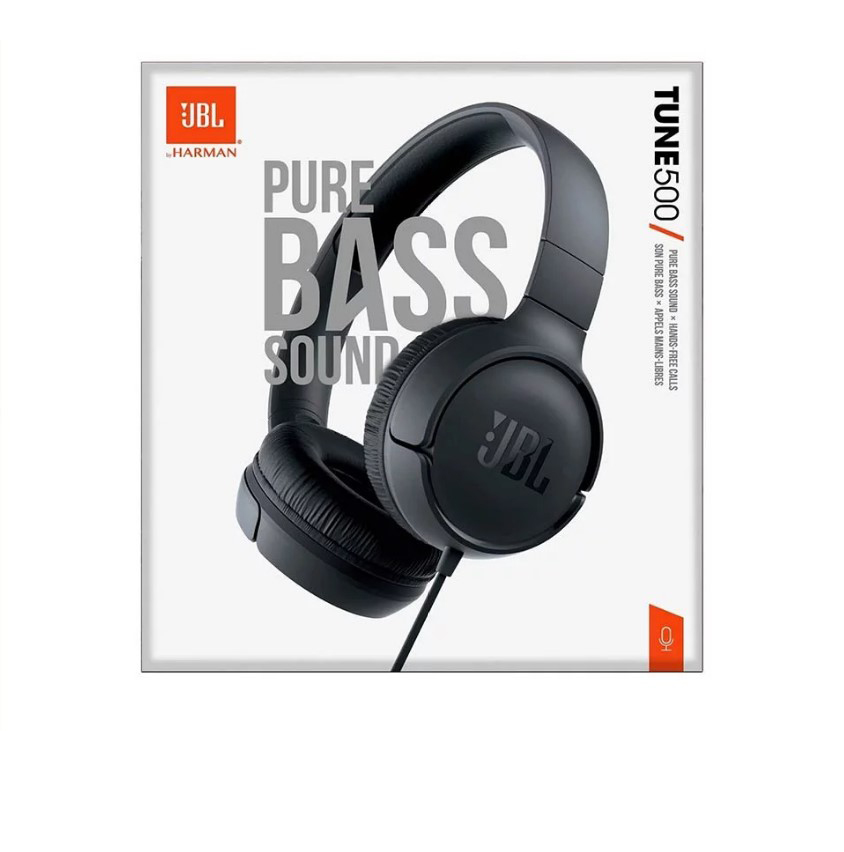 JBL
by HARMAN®
PURE
BASS
SOUND
JBL
TUNE500/
PURE BASS SOUND × HANDS-FREE CALLS
SON PURE BASS × APPELS MAINS-LIBRES